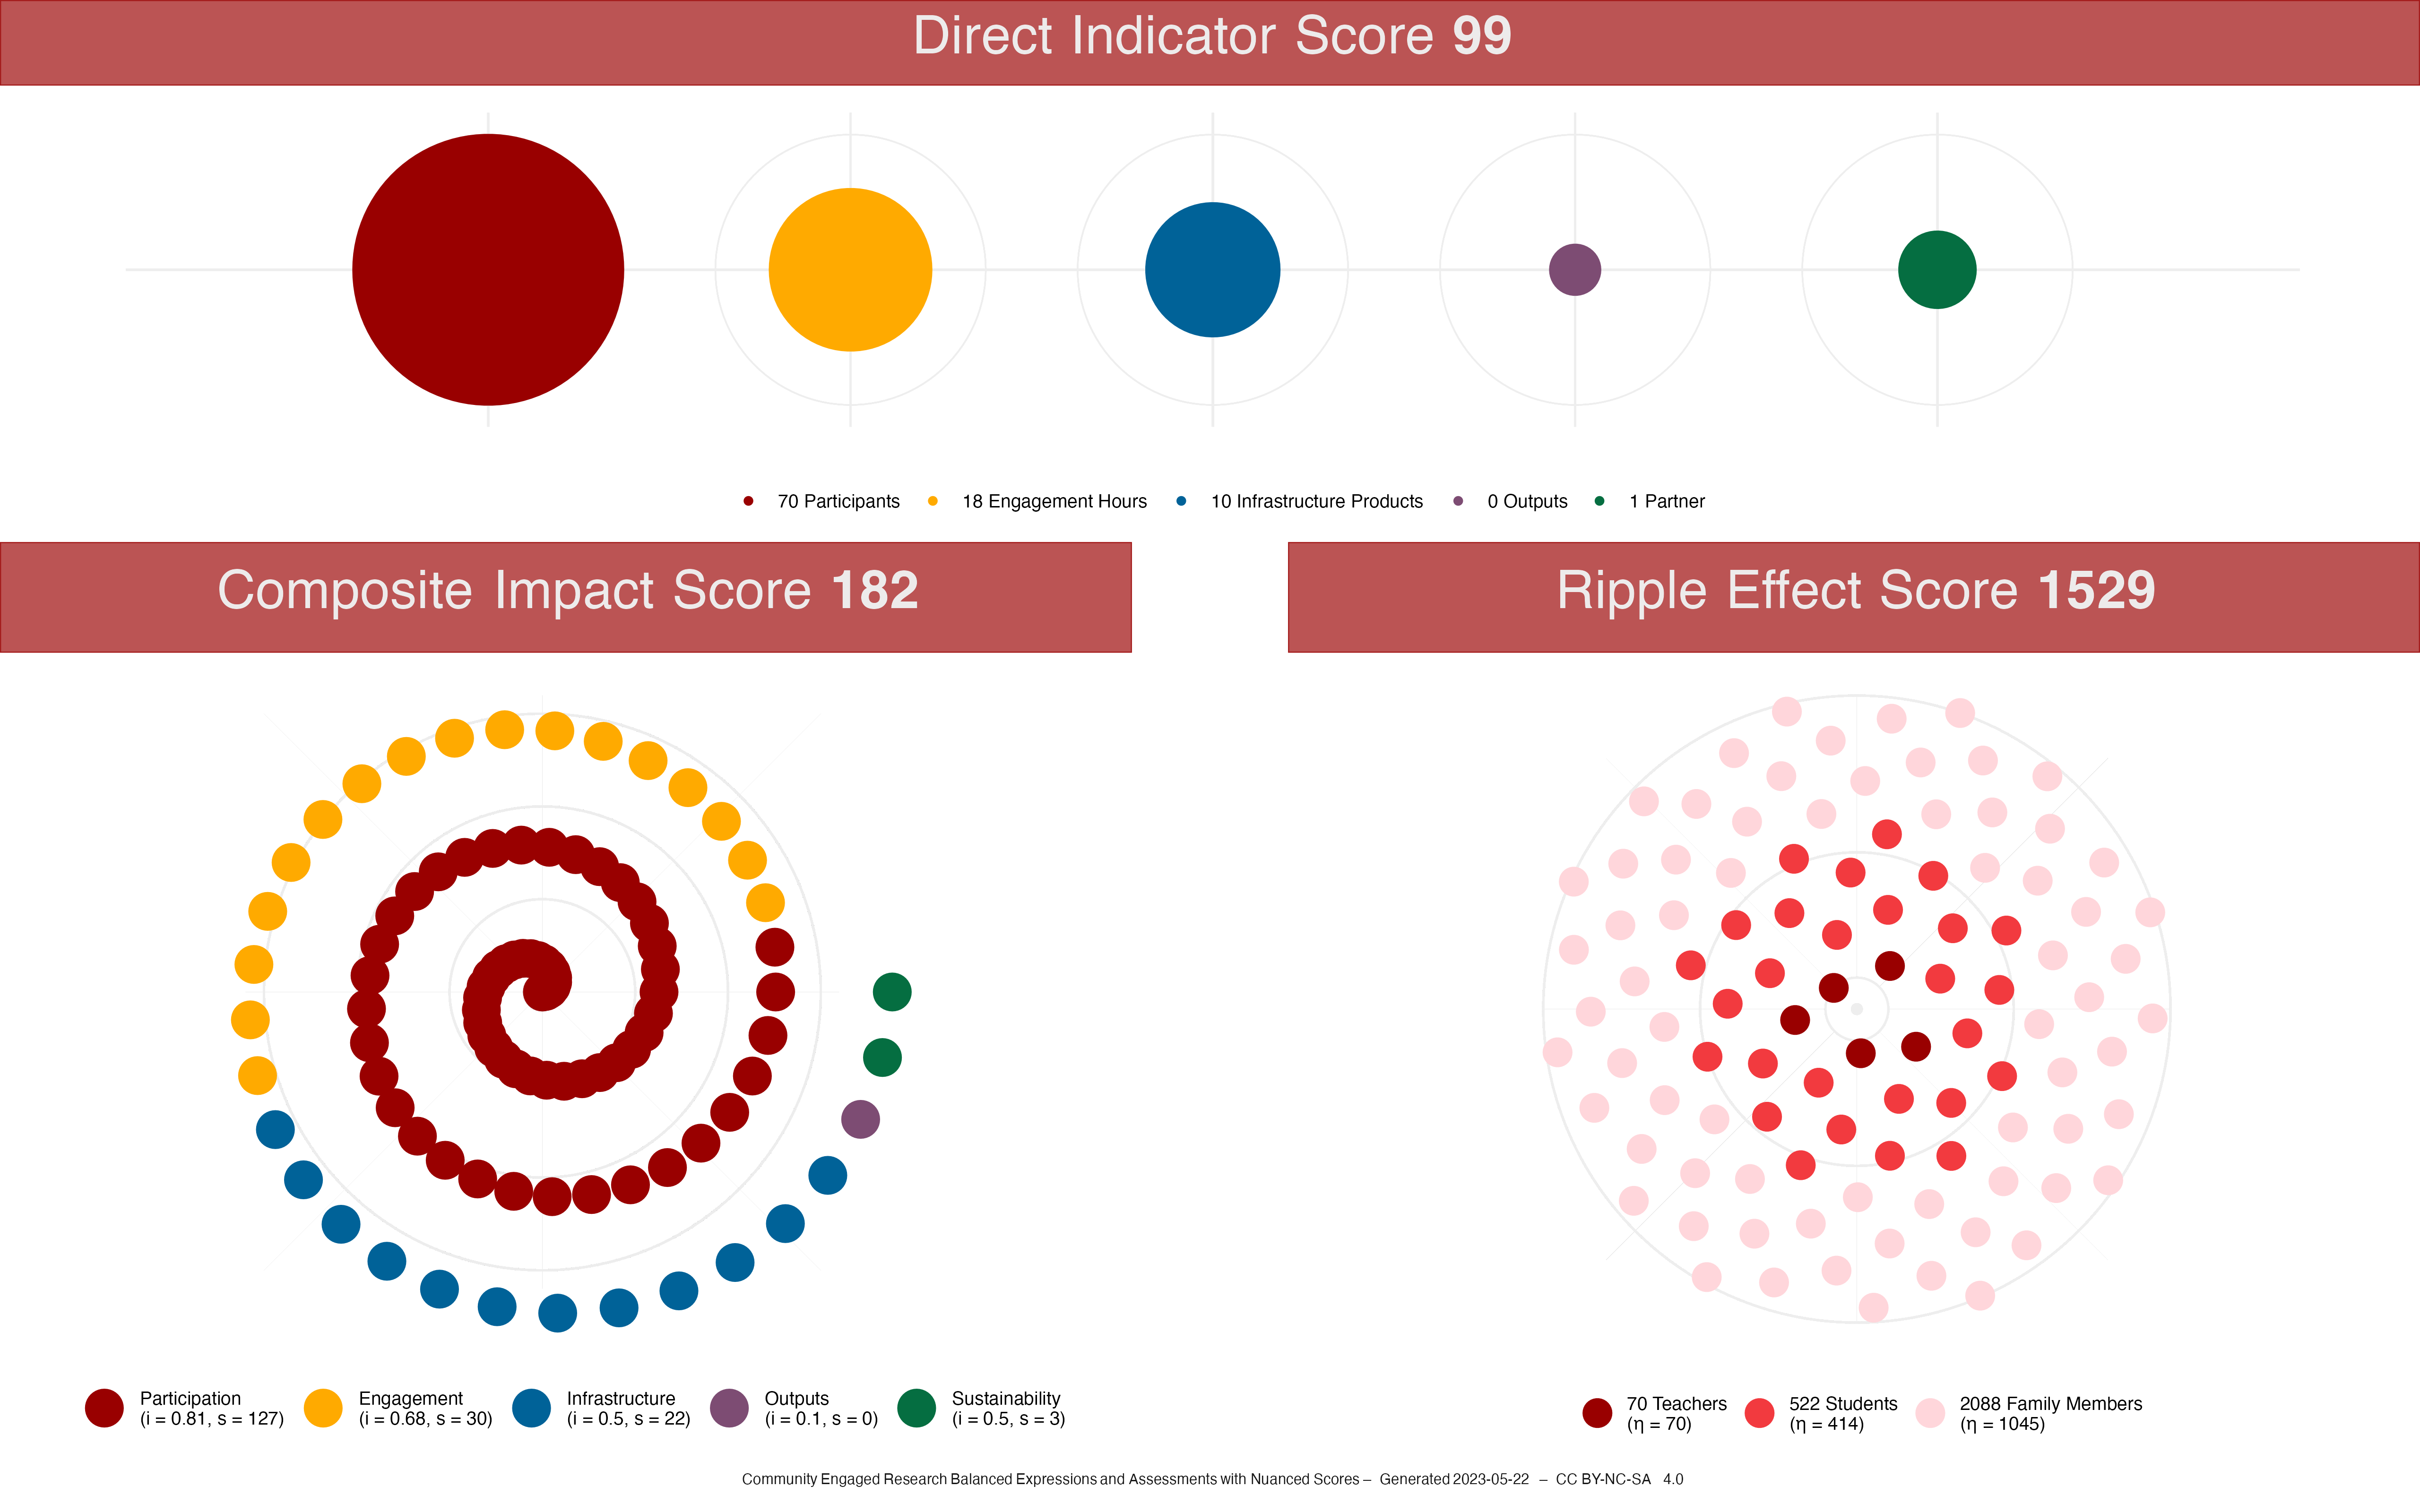 Direct Indicator Score 99
70 Participants
18 Engagement Hours
10 Infrastructure Products
0 Outputs
1 Partner
Composite Impact Score 182
Ripple Effect Score 1529
Participation
(i = 0.81, s = 127)
Engagement
(i = 0.68, s = 30)
Infrastructure
(i = 0.5, s = 22)
Outputs
(i = 0.1, s = 0)
Sustainability
(i = 0.5, s = 3)
70 Teachers
(η = 70)
522 Students
(η = 414)
2088 Family Members
(η = 1045)
Community Engaged Research Balanced Expressions and Assessments with Nuanced Scores – Generated 2023-05-22 – CC BY-NC-SA 4.0